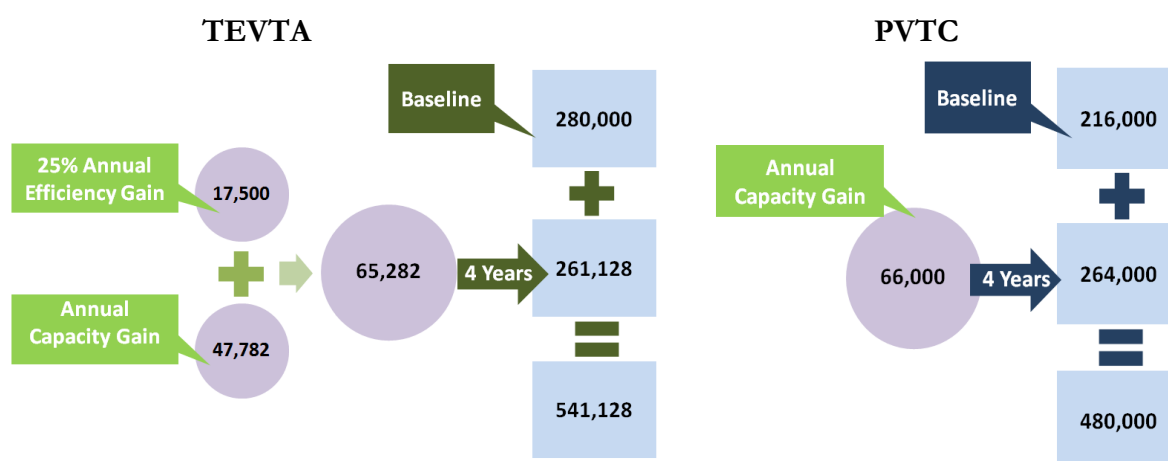 TEVTA
Baseline
280,000
25% Annual
Efficiency Gain
17,500
65,282
4 Years
261,128
Annual
Capacity Gain
47,782
541,128
PVTC
Baseline
216,000
Annual
Capacity Gain
66,000
4 Years
264,000
480,000